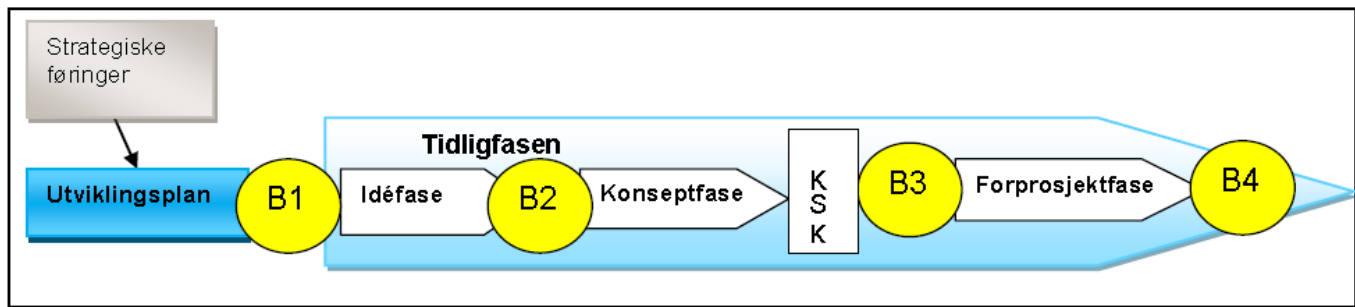 Strategiske
føringer
Tidligfasen
Utviklingsplan
B1
Idéfase
B2
Konseptfase
K
S
K
B3
Forprosjektfase
B4